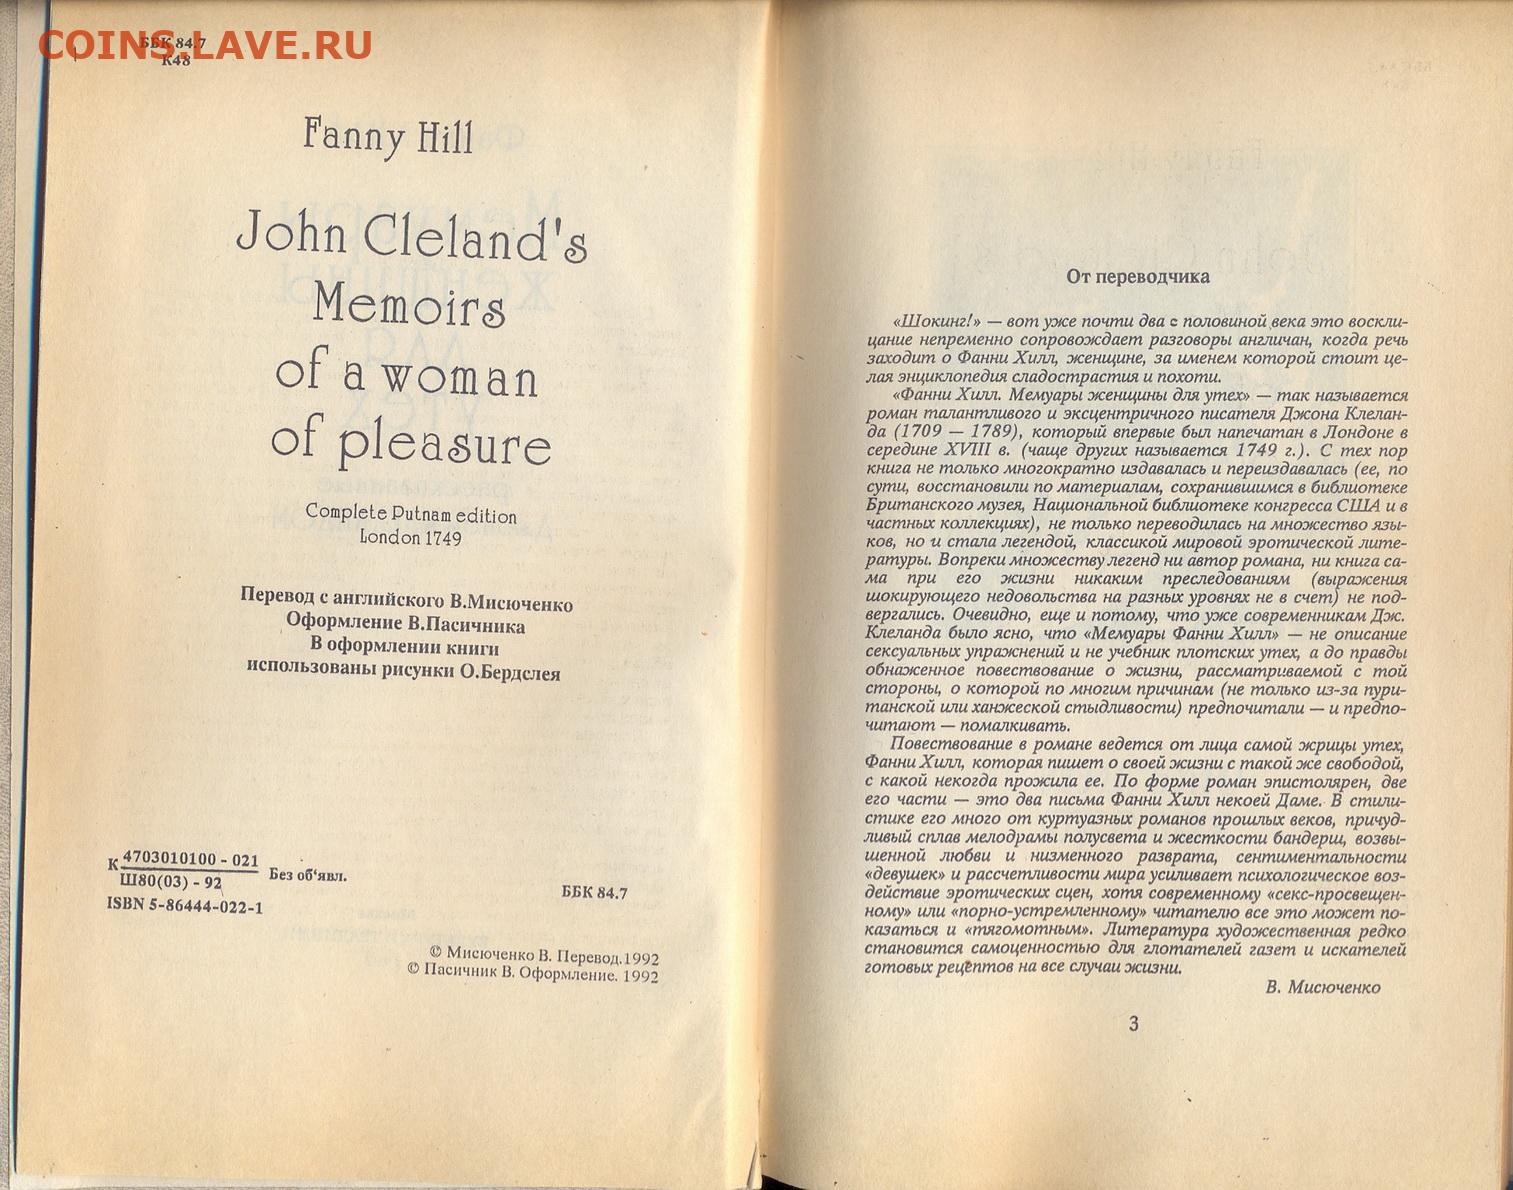 COINS.LAVE.RU
ББК 84.7
К48
Fanny Hill
John Cleland's
Memoirs
of a woman
of pleasure
Complete Putnam edition
London 1749
Перевод с английского В.Мисюченко
Оформление В.Пасичника
В оформлении книги
использованы рисунки О.Бердслея
К 4703010100 - 021
Ш80(03) - 92
Без об‘явл.
ББК 84.7
ISBN 5-86444-022-1
© Мисюченко В. Перевод.1992
© Пасичник В. Оформление. 1992
От переводчика
«Шокинг!» — вот уже почти два с половиной века это воскли-
цание непременно сопровождает разговоры англичан, когда речь
заходит о Фанни Хилл, женщине, за именем которой стоит це-
лая энциклопедия сладострастия и похоти.
«Фанни Хилл. Мемуары женщины для утех» — так называется
роман талантливого и эксцентричного писателя Джона Клелан-
да (1709 — 1789), который впервые был напечатан в Лондоне в
середине XVIII в. (чаще других называется 1749 г.). С тех пор
книга не только многократно издавалась и переиздавалась (ее, по
сути, восстановили по материалам, сохранившимся в библиотеке
Британского музея, Национальной библиотеке конгресса США и в
частных коллекциях), не только переводилась на множество язы-
ков, но и стала легендой, классикой мировой эротической лите-
ратуры. Вопреки множеству легенд ни автор романа, ни книга са-
ма при его жизни никаким преследованиям (выражения
шокирующего недовольства на разных уровнях не в счет) не под-
вергались. Очевидно, еще и потому, что уже современникам Дж.
Клеланда было ясно, что «Мемуары Фанни Хилл» — не описание
сексуальных упражнений и не учебник плотских утех, а до правды
обнаженное повествование о жизни, рассматриваемой с той
стороны, о которой по многим причинам (не только из-за пури-
танской или ханжеской стыдливости) предпочитали — и предпо-
читают — помалкивать.
Повествование в романе ведется от лица самой жрицы утех,
Фанни Хилл, которая пишет о своей жизни с такой же свободой,
с какой некогда прожила ее. По форме роман эпистолярен, две
его части — это два письма Фанни Хилл некоей Даме. В стили-
стике его много от куртуазных романов прошлых веков, причуд-
ливый сплав мелодрамы полусвета и жесткости бандерш, возвы-
шенной любви и низменного разврата, сентиментальности
«девушек» и рассчетливости мира усиливает психологическое воз-
действие эротических сцен, хотя современному «секс-просвещен-
ному» или «порно-устремленному» читателю все это может по-
казаться и «тягомотным». Литература художественная редко
становится самоценностью для глотателей газет и искателей
готовых рецептов на все случаи жизни.
В. Мисюченко
3